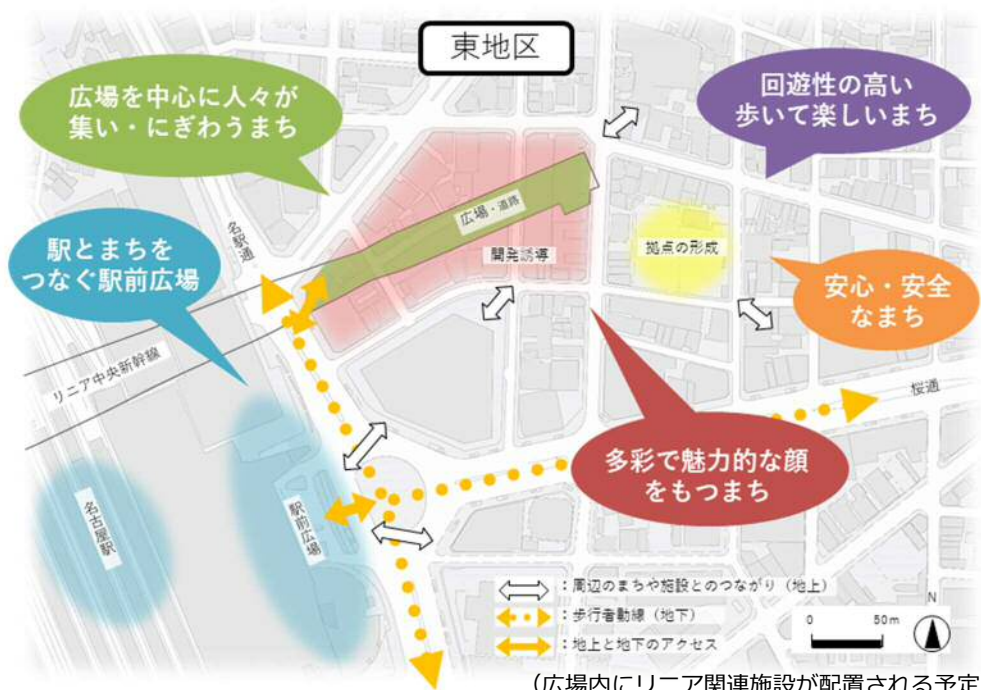 東地区
広場を中心に人々が
集い・にぎわうまち
回遊性の高い
歩いて楽しいまち
名駅通
広場・道路
駅とまちを
つなぐ駅前広場
開発誘導
拠点の形成
安心・安全
なまち
リニア中央新幹線
桜通
多彩で魅力的な顔
をもつまち
名古屋駅
駅前広場
：周辺のまちや施設とのつながり（地上）
：歩行者動線（地下）
：地上と地下のアクセス
0 50m
N
（広場内にリニア関連施設が配置される予定